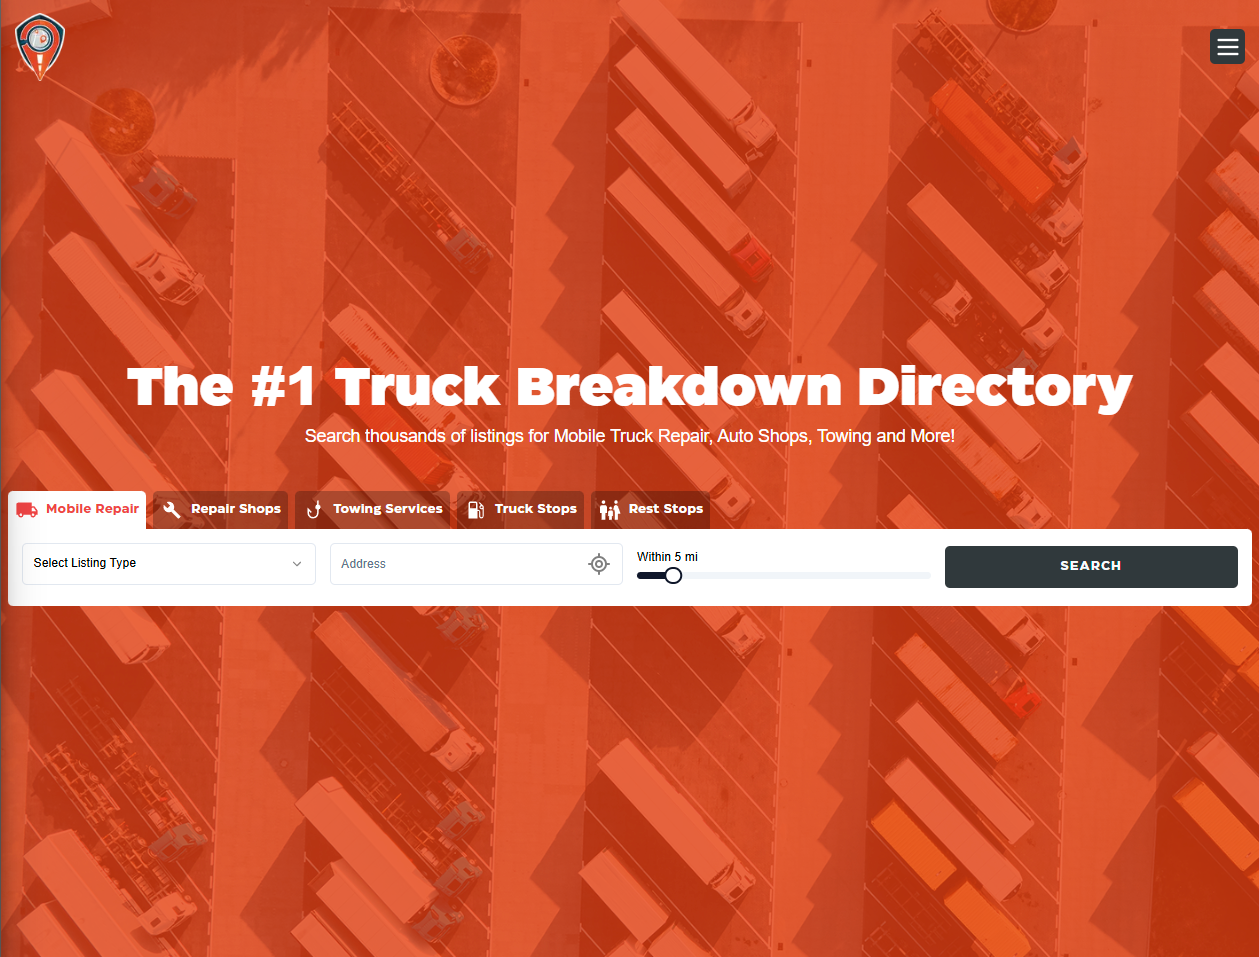 The #1 Truck Breakdown Directory
Search thousands of listings for Mobile Truck Repair, Auto Shops, Towing and More!
Mobile Repair
Repair Shops
Towing Services
Truck Stops
Rest Stops
Select Listing Type
Address
Within 5 mi
SEARCH